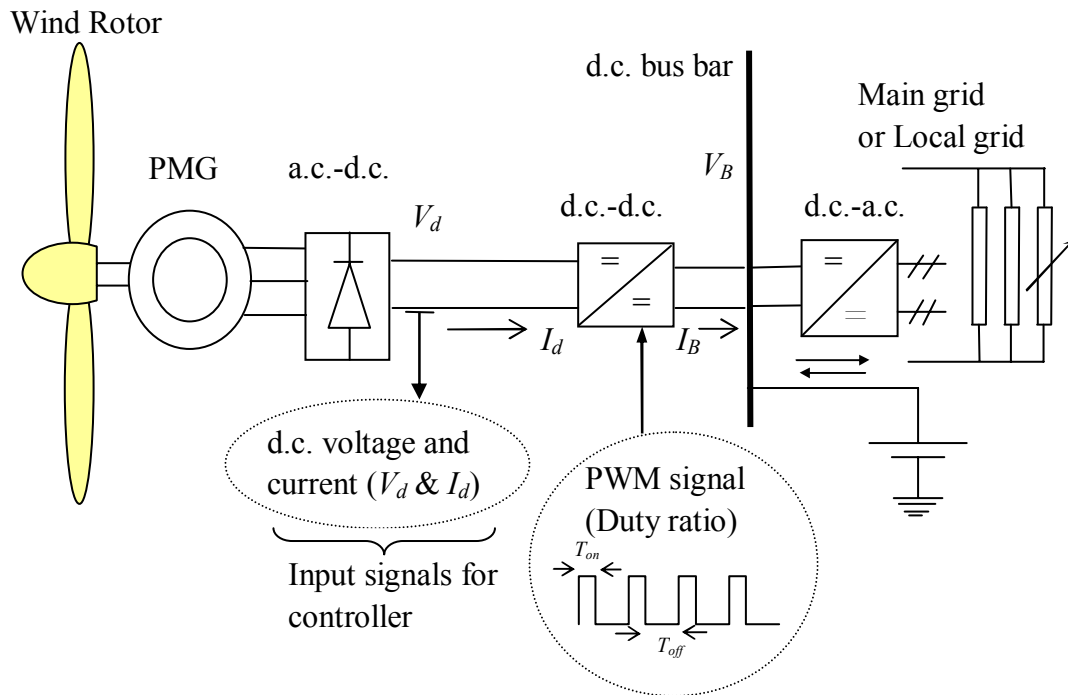 Wind Rotor
d.c. bus bar
Main grid
or Local grid
PMG
a.c.-d.c.
V_B
V_d
d.c.-d.c.
d.c.-a.c.
=
=
=
=
I_d
I_B
d.c. voltage and
current (V_d & I_d)
PWM signal
(Duty ratio)
T_on
Input signals for
controller
T_off